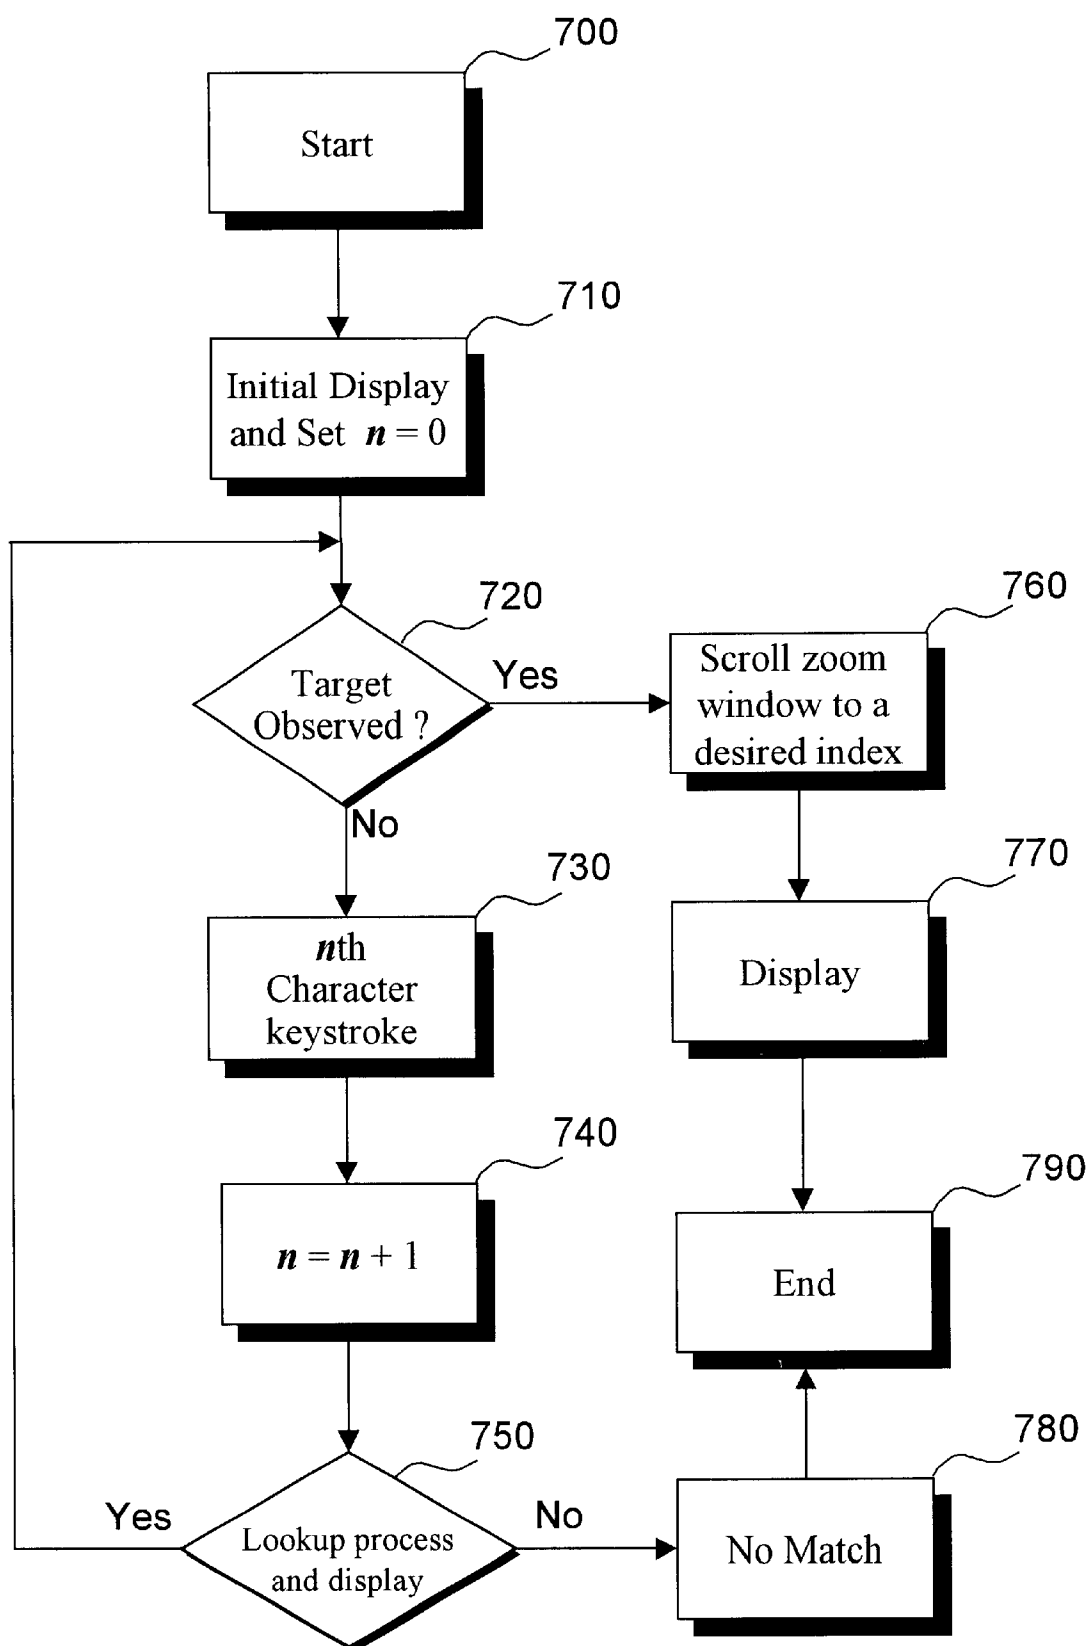 700
Start
710
Initial Display
and Set n = 0
720
Target
Observed ?
Yes
760
Scroll zoom
window to a
desired index
No
730
nth
Character
keystroke
770
Display
740
n = n + 1
790
End
750
Lookup process
and display
Yes
No
780
No Match